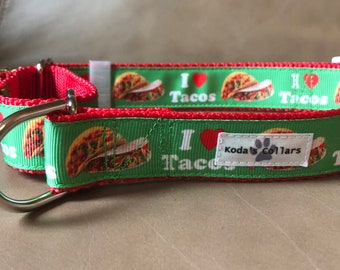 I ❤ I ❤
Tacos Tacos
I ❤
Tacos
Koda's Collars